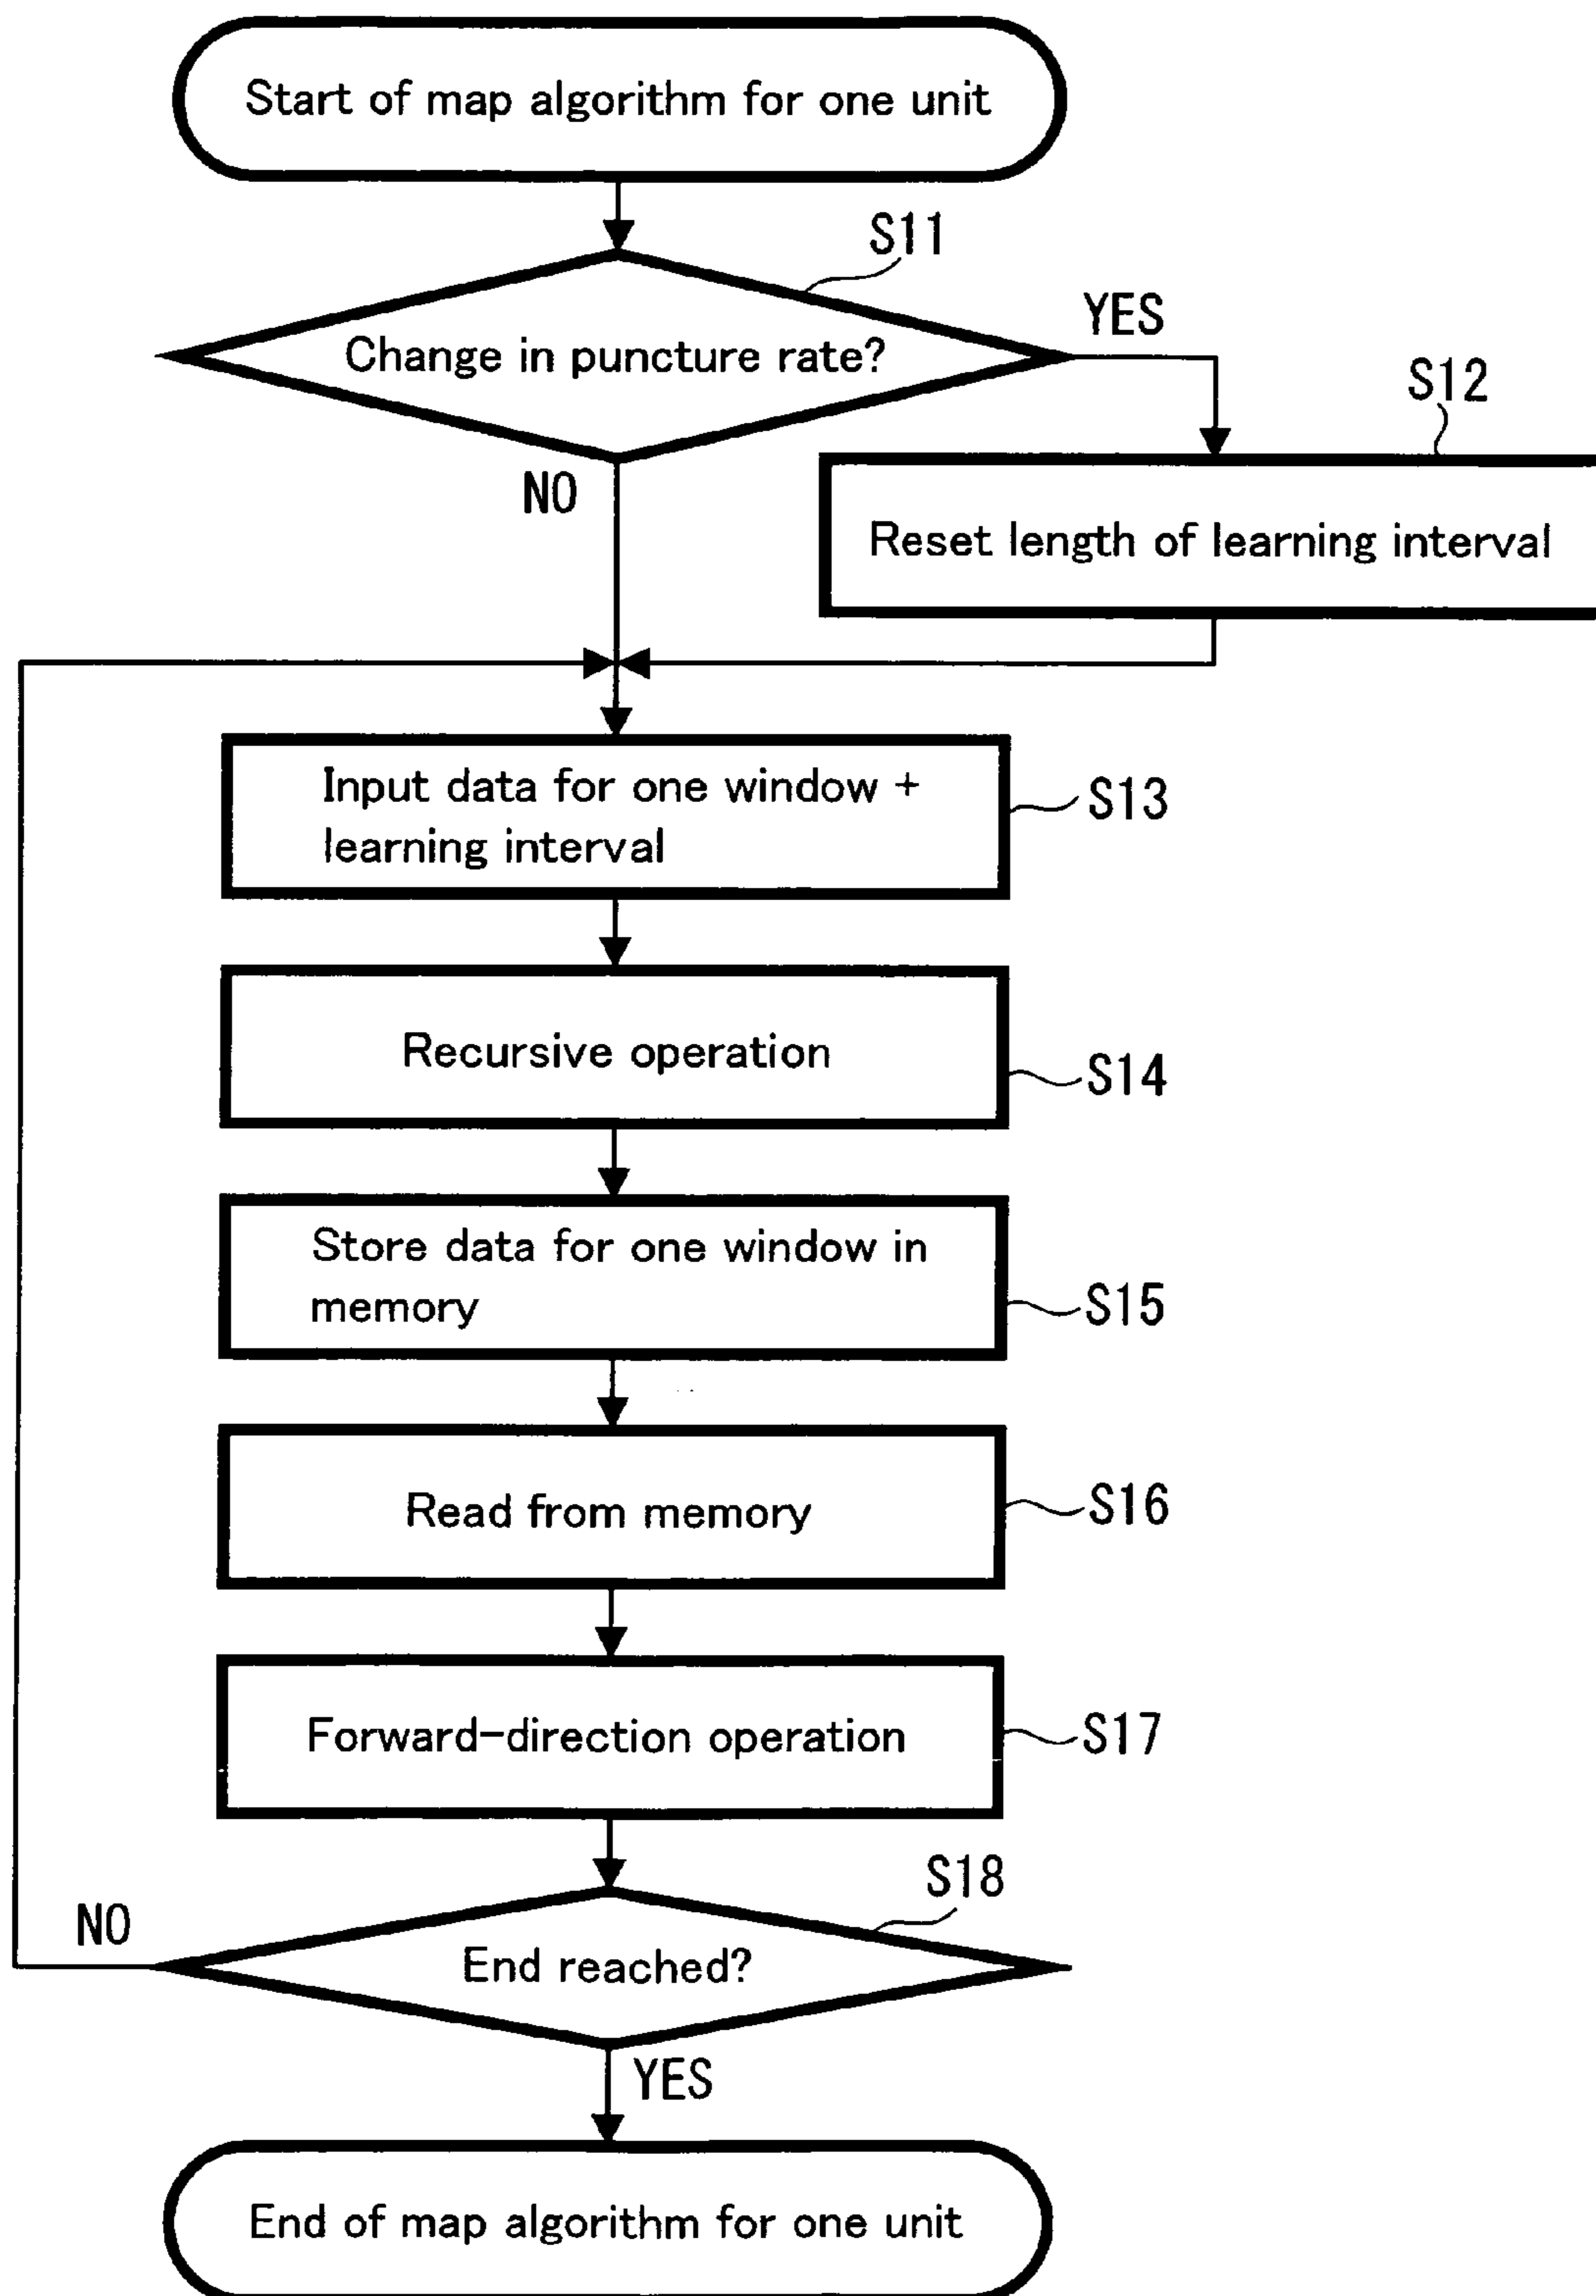 Start of map algorithm for one unit
S11
Change in puncture rate?
YES
S12
NO
Reset length of learning interval
Input data for one window +
learning interval
S13
Recursive operation
S14
Store data for one window in
memory
S15
Read from memory
S16
Forward-direction operation
S17
S18
NO
End reached?
YES
End of map algorithm for one unit